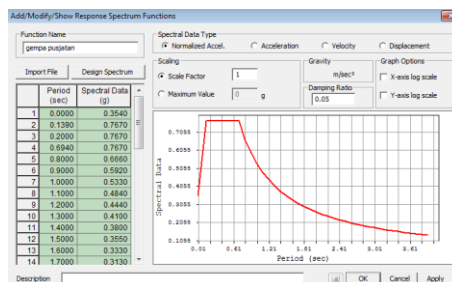 Add/Modify/Show Response Spectrum Functions
Function Name
gempa pusjatan
Import File Design Spectrum
Spectral Data Type
Normalized Accel. Acceleration Velocity Displacement
Scaling
Scale Factor 1
Maximum Value 0 g
Gravity
m/sec²
Damping Ratio
0.05
Graph Options
X-axis log scale
Y-axis log scale
Period (sec) Spectral Data (g)
1 0.0000 0.3540
2 0.1390 0.7670
3 0.2000 0.7670
4 0.6940 0.7670
5 0.8000 0.6660
6 0.9000 0.5920
7 1.0000 0.5330
8 1.1000 0.4840
9 1.2000 0.4440
10 1.3000 0.4100
11 1.4000 0.3800
12 1.5000 0.3550
13 1.6000 0.3330
14 1.7000 0.3130
Spectral Data
0.7055
0.6055
0.5055
0.4055
0.3055
0.2055
0.1055
0.01 0.61 1.21 1.81 2.41 3.01 3.61
Period (sec)
Description
OK Cancel Apply